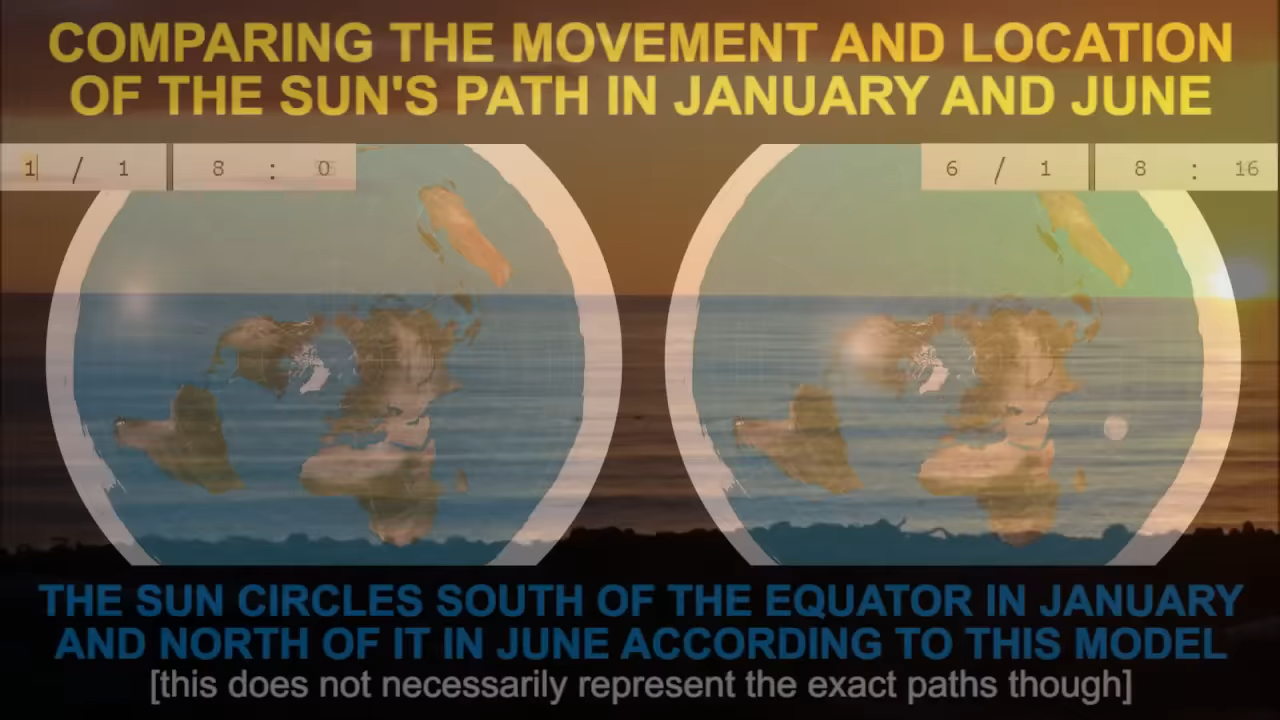 COMPARING THE MOVEMENT AND LOCATION
OF THE SUN'S PATH IN JANUARY AND JUNE
1 / 1 | 8 : 0
6 / 1 | 8 : 16
THE SUN CIRCLES SOUTH OF THE EQUATOR IN JANUARY
AND NORTH OF IT IN JUNE ACCORDING TO THIS MODEL
[this does not necessarily represent the exact paths though]